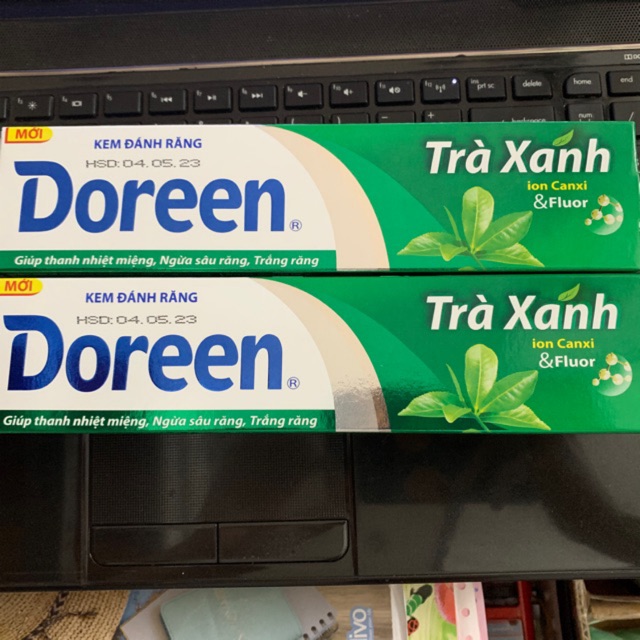 prt sc
delete
home
end
MỚI
KEM ĐÁNH RĂNG
HSD: 04. 05. 23
Doreen®
Giúp thanh nhiệt miệng, Ngừa sâu răng, Trắng răng
Trà Xanh
ion Canxi
&Fluor
MỚI
KEM ĐÁNH RĂNG
HSD: 04. 05. 23
Doreen®
Giúp thanh nhiệt miệng, Ngừa sâu răng, Trắng răng
Trà Xanh
ion Canxi
&Fluor